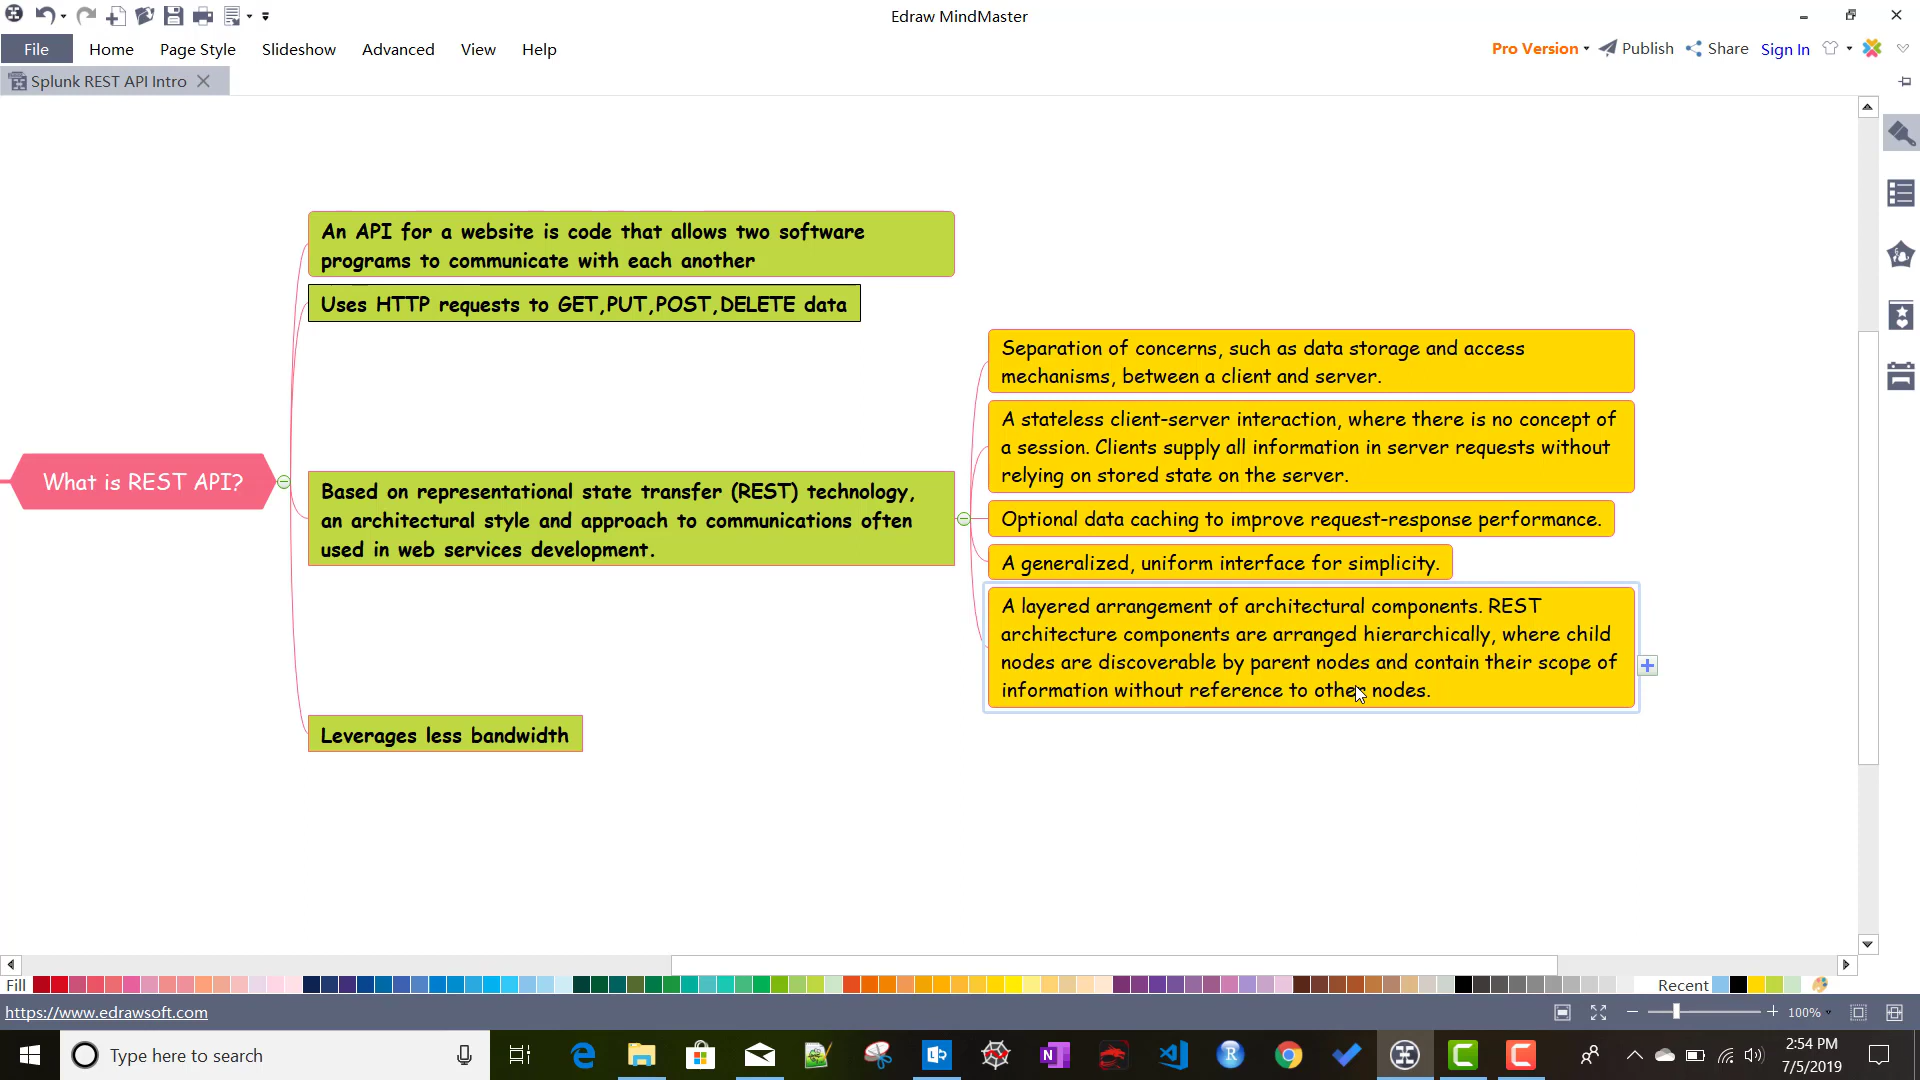 Edraw MindMaster
File Home Page Style Slideshow Advanced View Help
Pro Version Publish Share Sign In
Splunk REST API Intro
An API for a website is code that allows two software
programs to communicate with each another
Uses HTTP requests to GET,PUT,POST,DELETE data
Separation of concerns, such as data storage and access
mechanisms, between a client and server.
A stateless client-server interaction, where there is no concept of
a session. Clients supply all information in server requests without
relying on stored state on the server.
What is REST API?
Based on representational state transfer (REST) technology,
an architectural style and approach to communications often
used in web services development.
Optional data caching to improve request-response performance.
A generalized, uniform interface for simplicity.
A layered arrangement of architectural components. REST
architecture components are arranged hierarchically, where child
nodes are discoverable by parent nodes and contain their scope of
information without reference to other nodes.
Leverages less bandwidth
Fill
Recent
https://www.edrawsoft.com
100%
Type here to search
2:54 PM
7/5/2019